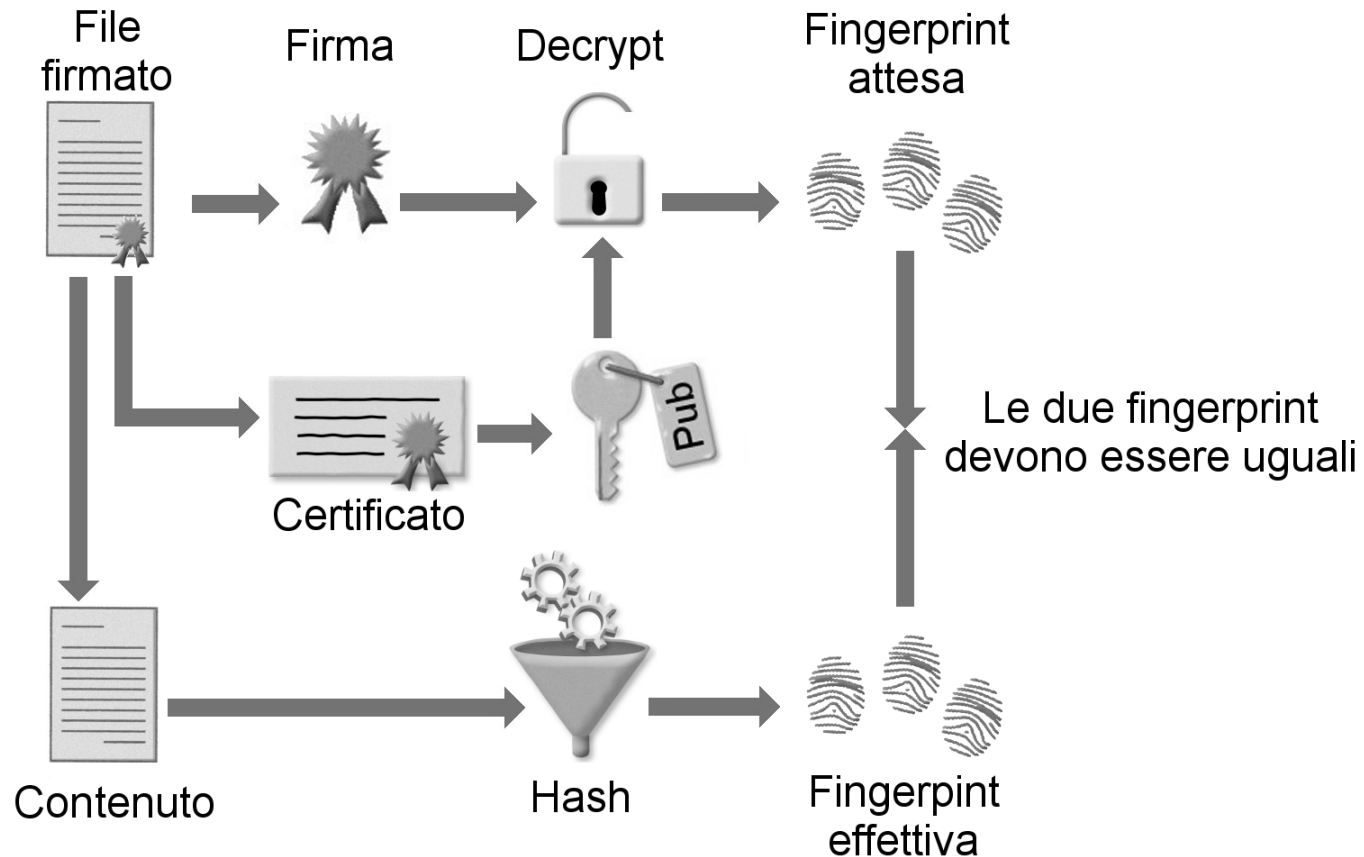 File
firmato
Firma
Decrypt
Fingerprint
attesa
Pub
Le due fingerprint
devono essere uguali
Certificato
Contenuto
Hash
Fingerpint
effettiva